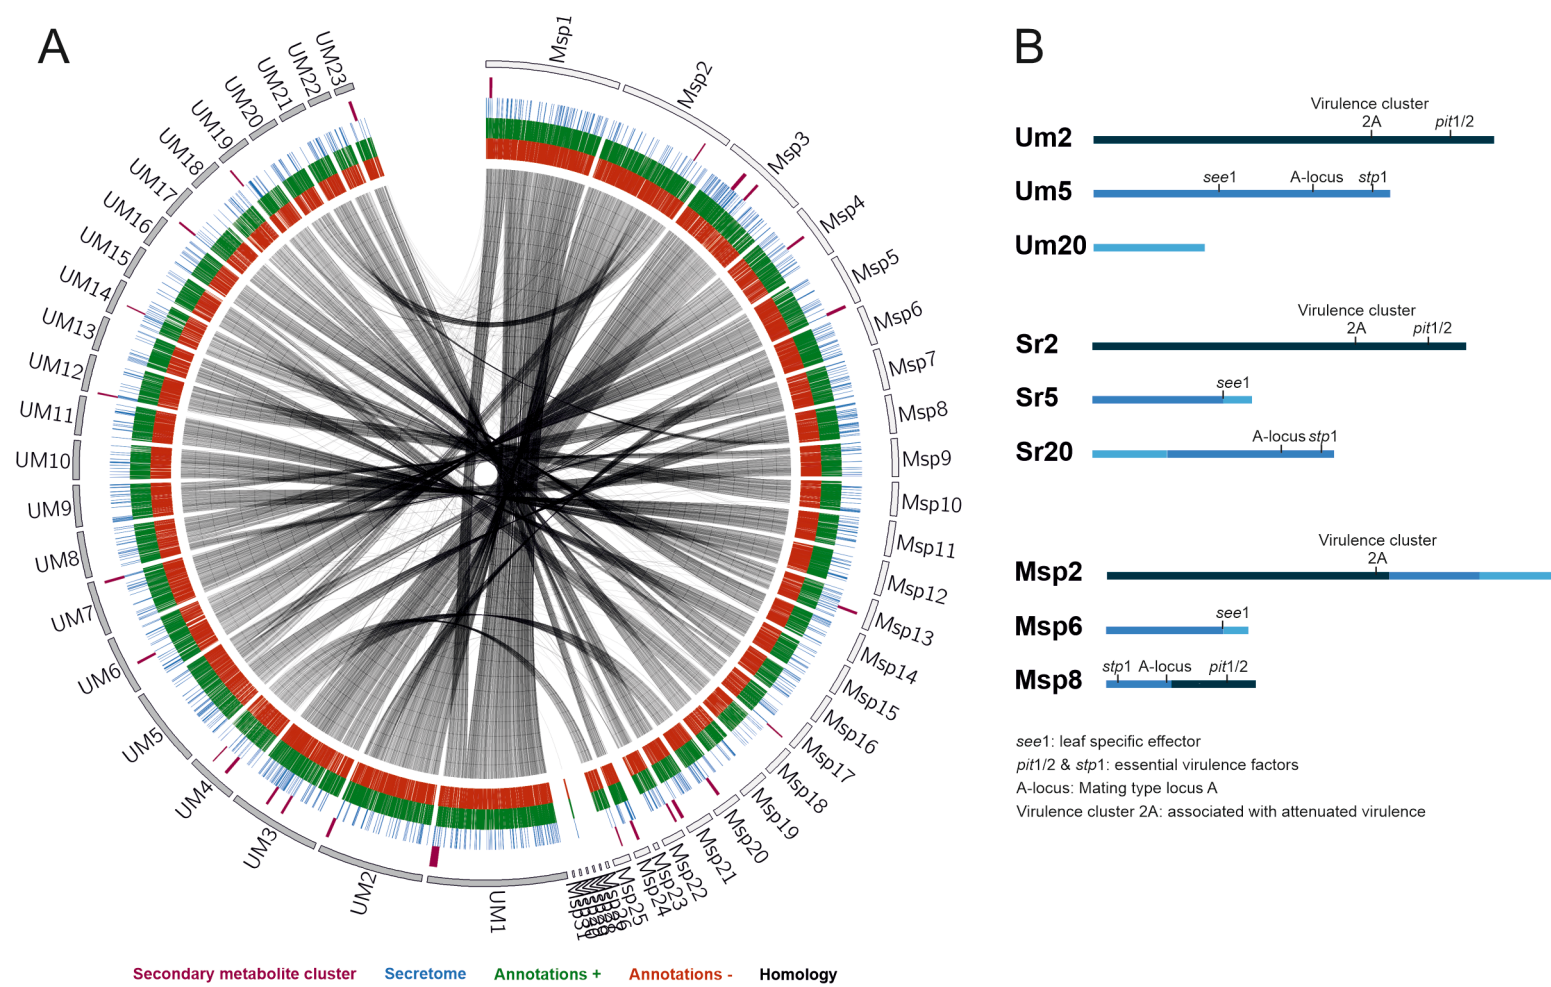 A
Msp1
Msp2
Msp3
Msp4
Msp5
Msp6
Msp7
Msp8
Msp9
Msp10
Msp11
Msp12
Msp13
Msp14
Msp15
Msp16
Msp17
Msp18
Msp19
Msp20
Msp21
Msp22
Msp23
Msp24
Msp25
Msp31
UM1
UM2
UM3
UM4
UM5
UM6
UM7
UM8
UM9
UM10
UM11
UM12
UM13
UM14
UM15
UM16
UM17
UM18
UM19
UM20
UM21
UM22
UM23
Secondary metabolite cluster Secretome Annotations + Annotations - Homology
B
Virulence cluster
2A pit1/2
Um2
see1 A-locus stp1
Um5
Um20
Virulence cluster
2A pit1/2
Sr2
see1
Sr5
A-locus stp1
Sr20
Virulence cluster
2A
Msp2
see1
Msp6
stp1 A-locus pit1/2
Msp8
see1: leaf specific effector
pit1/2 & stp1: essential virulence factors
A-locus: Mating type locus A
Virulence cluster 2A: associated with attenuated virulence